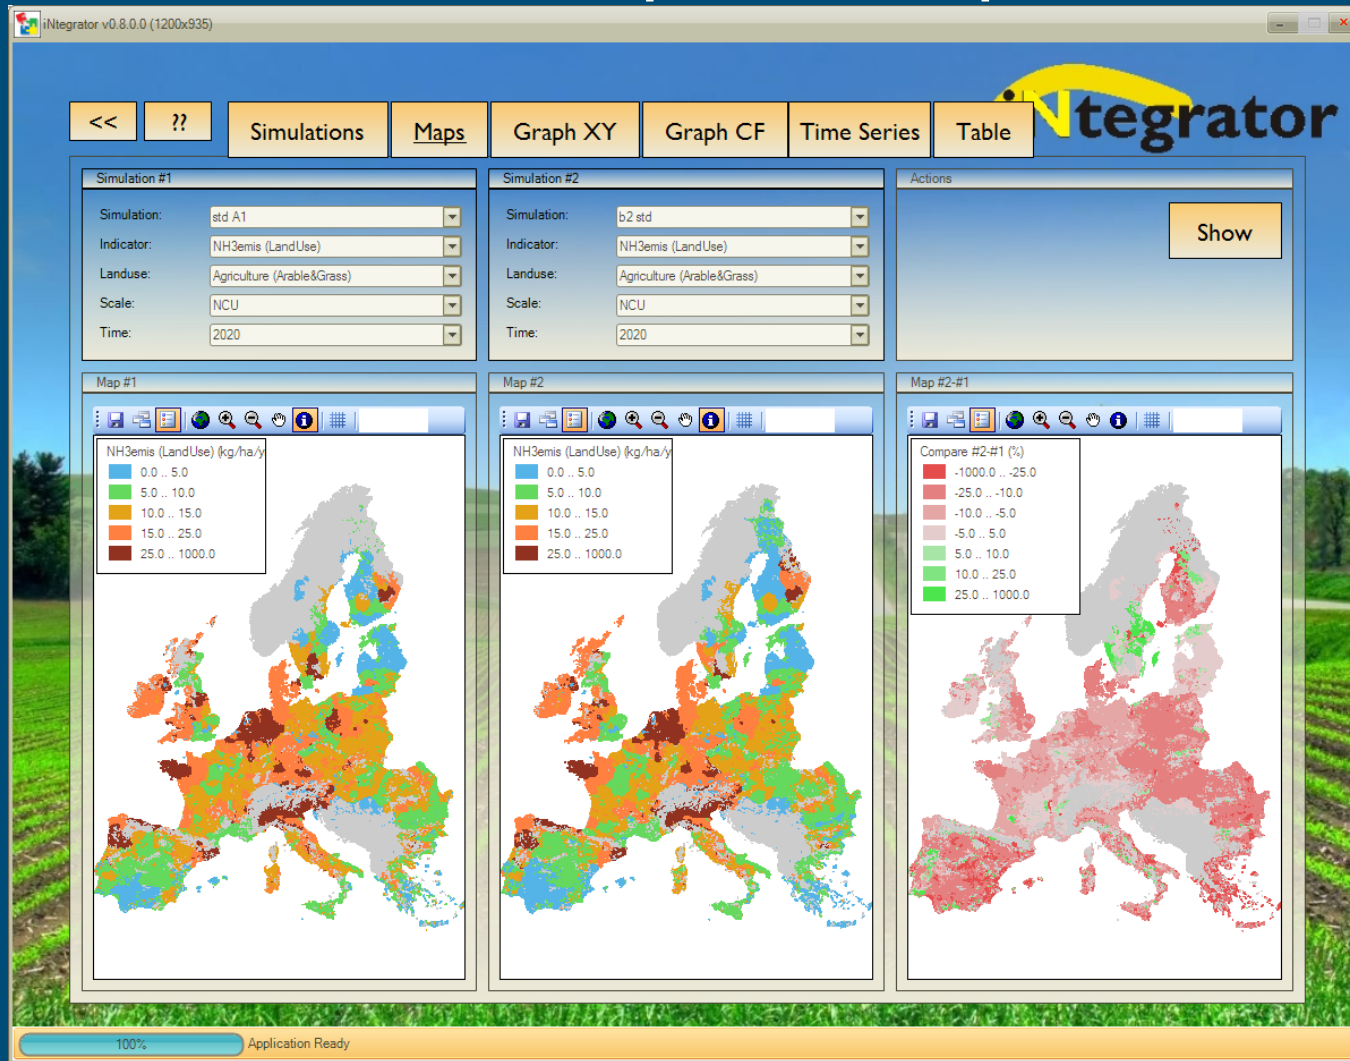 iNtegrator v0.8.0.0 (1200x935)
iNtegrator
<< ?? Simulations Maps Graph XY Graph CF Time Series Table
Simulation #1
Simulation: std A1
Indicator: NH3emis (LandUse)
Landuse: Agriculture (Arable&Grass)
Scale: NCU
Time: 2020
Simulation #2
Simulation: b2 std
Indicator: NH3emis (LandUse)
Landuse: Agriculture (Arable&Grass)
Scale: NCU
Time: 2020
Actions
Show
Map #1
NH3emis (LandUse) (kg/ha/y
0.0 .. 5.0
5.0 .. 10.0
10.0 .. 15.0
15.0 .. 25.0
25.0 .. 1000.0
Map #2
NH3emis (LandUse) (kg/ha/y
0.0 .. 5.0
5.0 .. 10.0
10.0 .. 15.0
15.0 .. 25.0
25.0 .. 1000.0
Map #2-#1
Compare #2-#1 (%)
-1000.0 .. -25.0
-25.0 .. -10.0
-10.0 .. -5.0
-5.0 .. 5.0
5.0 .. 10.0
10.0 .. 25.0
25.0 .. 1000.0
100% Application Ready